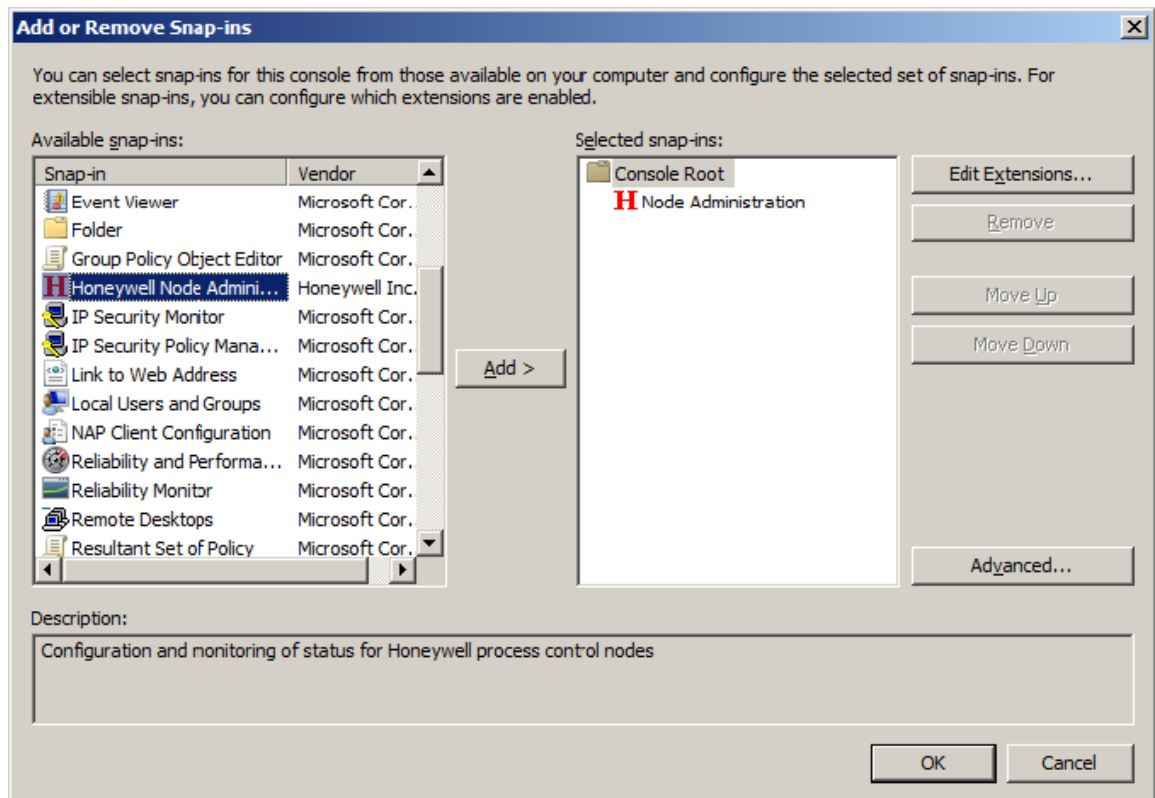 Add or Remove Snap-ins
You can select snap-ins for this console from those available on your computer and configure the selected set of snap-ins. For
extensible snap-ins, you can configure which extensions are enabled.
Available snap-ins:
Selected snap-ins:
Snap-in Vendor
Event Viewer Microsoft Cor..
Folder Microsoft Cor..
Group Policy Object Editor Microsoft Cor..
H Honeywell Node Admini... Honeywell Inc.
IP Security Monitor Microsoft Cor..
IP Security Policy Mana... Microsoft Cor..
Link to Web Address Microsoft Cor..
Local Users and Groups Microsoft Cor..
NAP Client Configuration Microsoft Cor..
Reliability and Performa... Microsoft Cor..
Reliability Monitor Microsoft Cor..
Remote Desktops Microsoft Cor..
Resultant Set of Policy Microsoft Cor..
Add >
Console Root
H Node Administration
Edit Extensions...
Remove
Move Up
Move Down
Advanced...
Description:
Configuration and nonitoring of status for Honeywell process control nodes
OK
Cancel